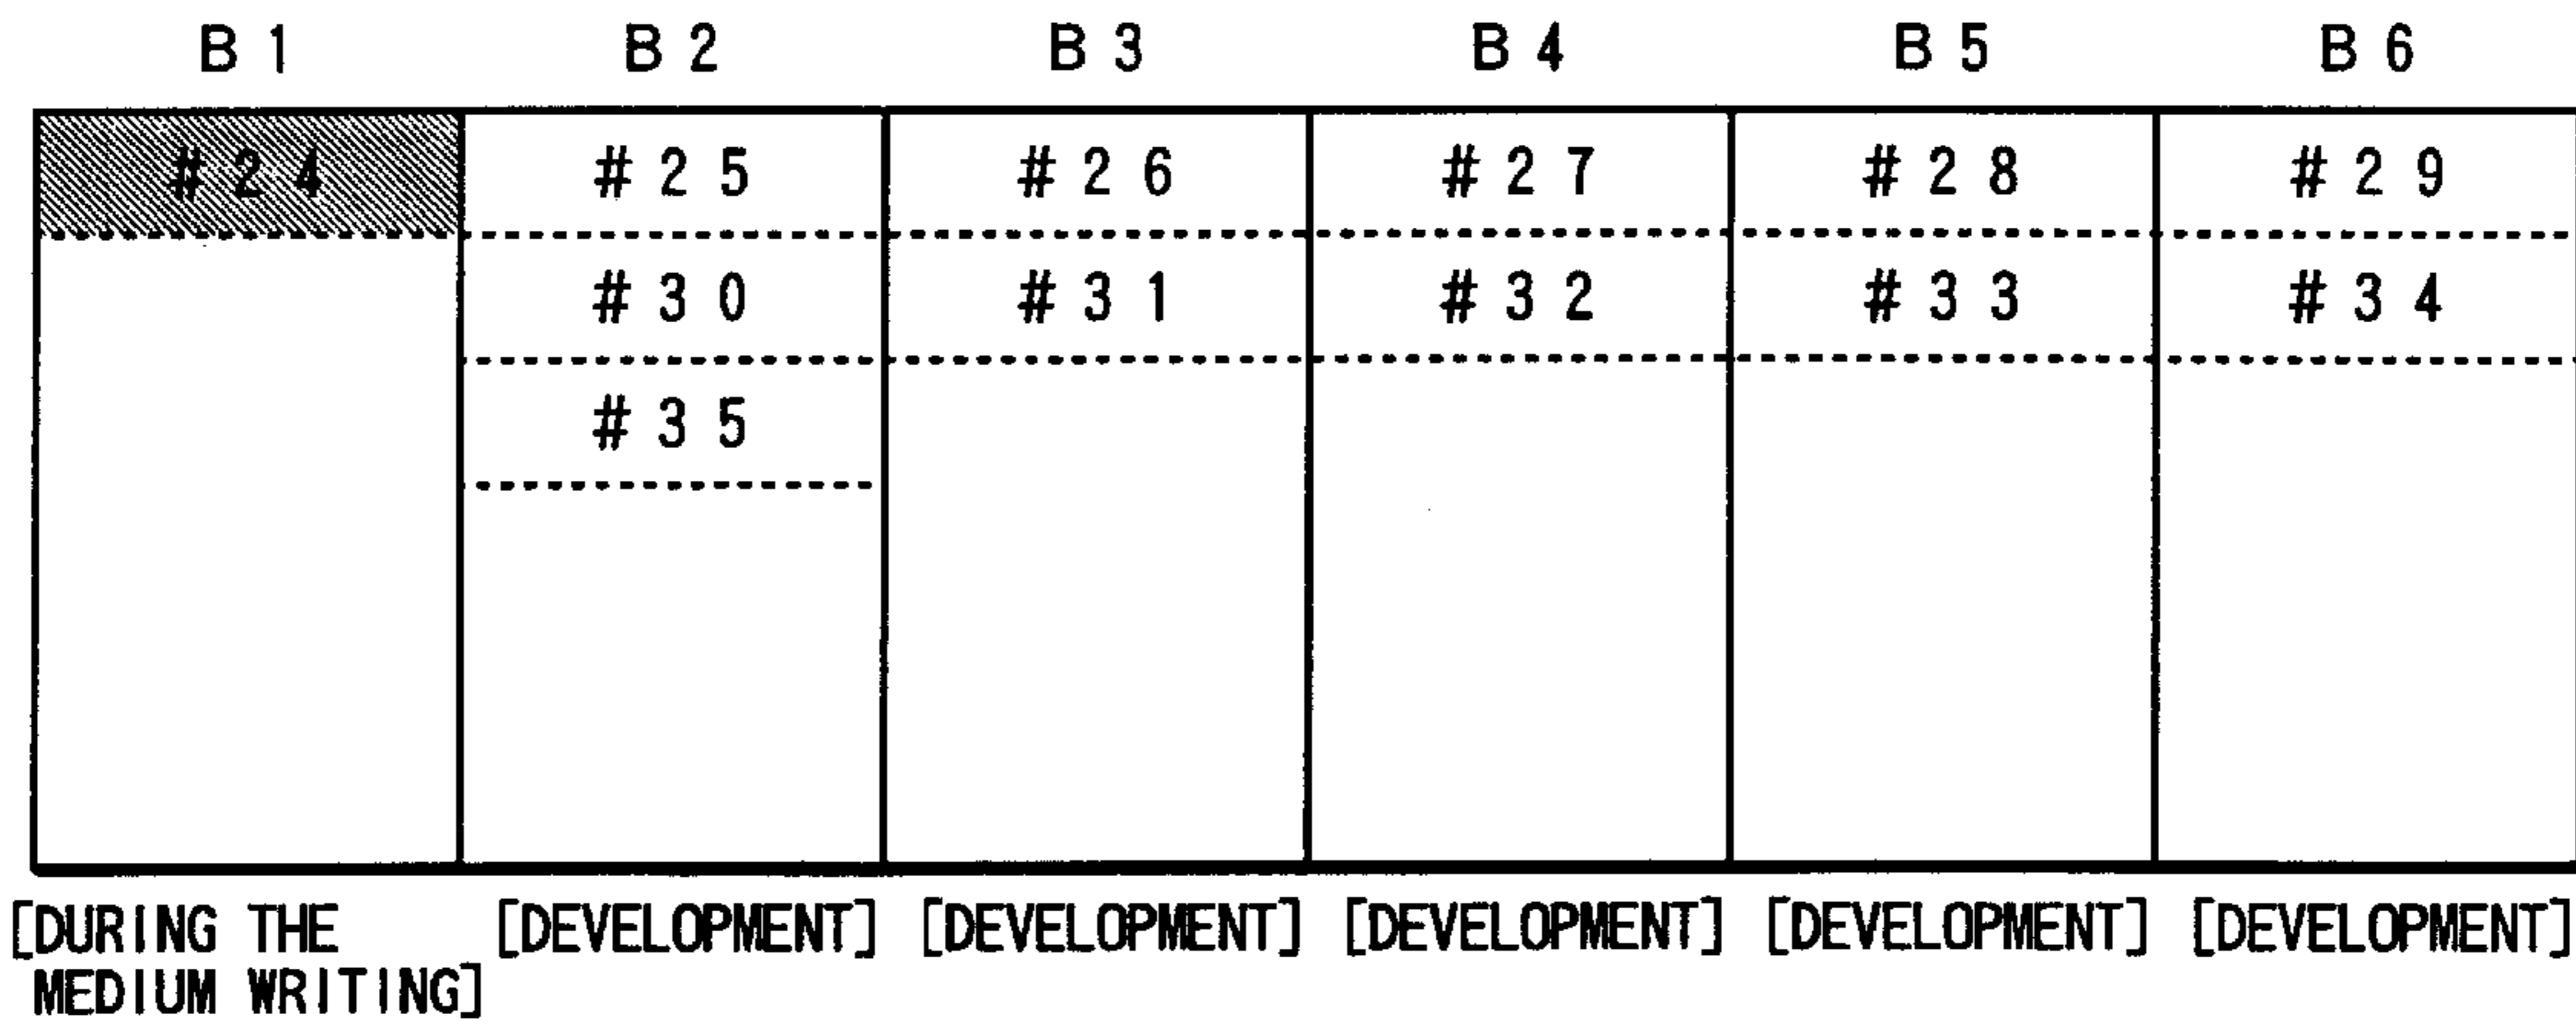 B1 B2 B3 B4 B5 B6
#24 #25 #26 #27 #28 #29
#30 #31 #32 #33 #34
#35
[DURING THE [DEVELOPMENT] [DEVELOPMENT] [DEVELOPMENT] [DEVELOPMENT] [DEVELOPMENT]
MEDIUM WRITING]